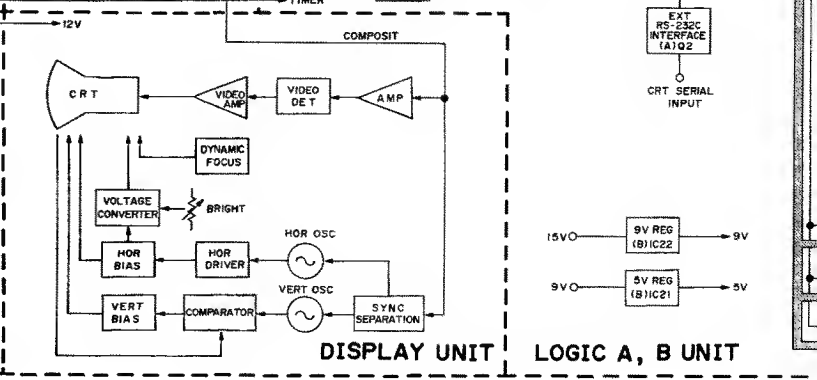 TIMER
12V
COMPOSIT
CRT
VIDEO
AMP
VIDEO
DET
AMP
DYNAMIC
FOCUS
VOLTAGE
CONVERTER
BRIGHT
HOR OSC
HOR
BIAS
HOR
DRIVER
VERT OSC
VERT
BIAS
COMPARATOR
SYNC
SEPARATION
DISPLAY UNIT
EXT
RS-232C
INTERFACE
(A)Q2
CRT SERIAL
INPUT
15V
9V REG
(B)IC22
9V
9V
5V REG
(B)IC21
5V
LOGIC A, B UNIT